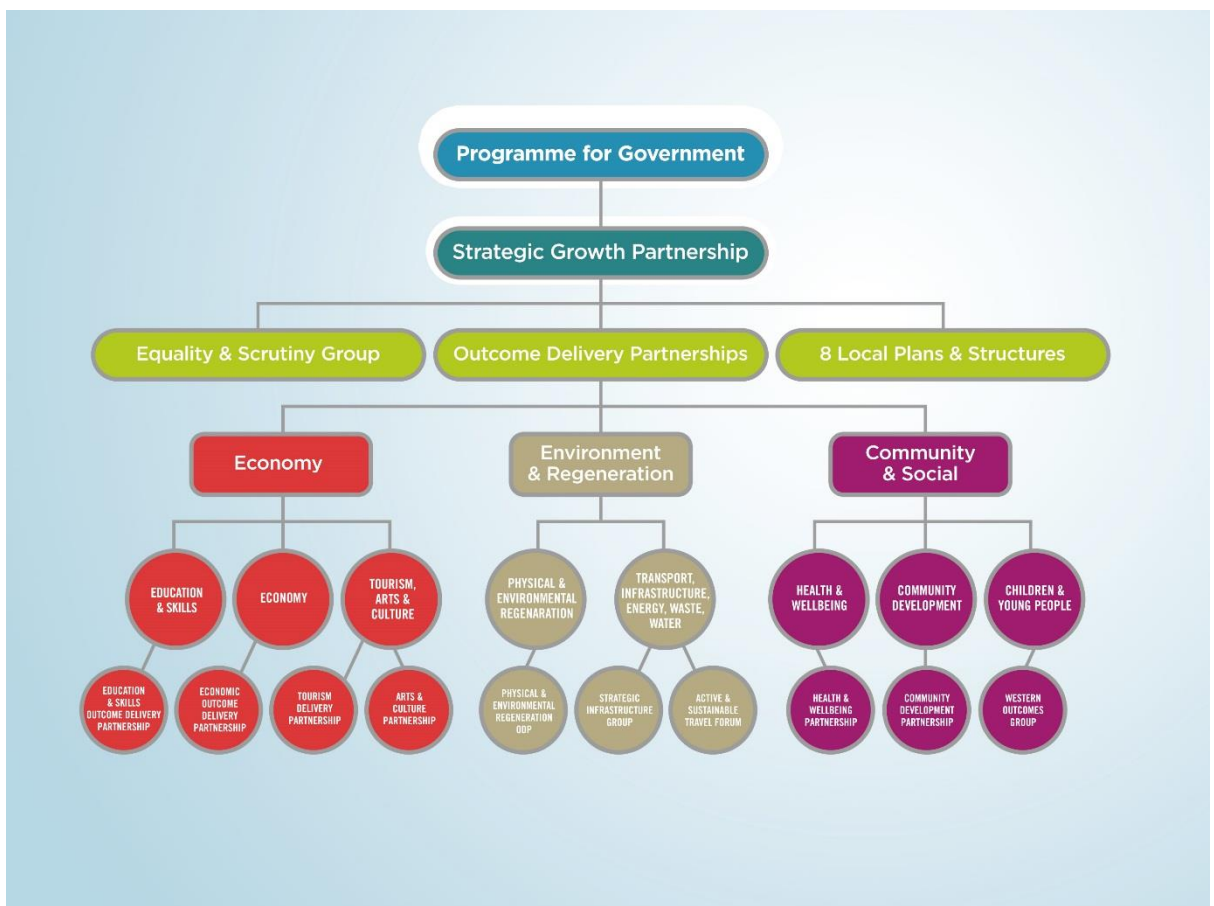 Programme for Government
Strategic Growth Partnership
Equality & Scrutiny Group
Outcome Delivery Partnerships
8 Local Plans & Structures
Economy
Environment
& Regeneration
Community
& Social
EDUCATION
& SKILLS
ECONOMY
TOURISM,
ARTS &
CULTURE
PHYSICAL &
ENVIRONMENTAL
REGENARATION
TRANSPORT,
INFRASTRUCTURE,
ENERGY, WASTE,
WATER
HEALTH &
WELLBEING
COMMUNITY
DEVELOPMENT
CHILDREN &
YOUNG PEOPLE
EDUCATION
& SKILLS
OUTCOME DELIVERY
PARTNERSHIP
ECONOMIC
OUTCOME
DELIVERY
PARTNERSHIP
TOURISM
DELIVERY
PARTNERSHIP
ARTS &
CULTURE
PARTNERSHIP
PHYSICAL &
ENVIRONMENTAL
REGENERATION
ODP
STRATEGIC
INFRASTRUCTURE
GROUP
ACTIVE &
SUSTAINABLE
TRAVEL FORUM
HEALTH &
WELLBEING
PARTNERSHIP
COMMUNITY
DEVELOPMENT
PARTNERSHIP
WESTERN
OUTCOMES
GROUP